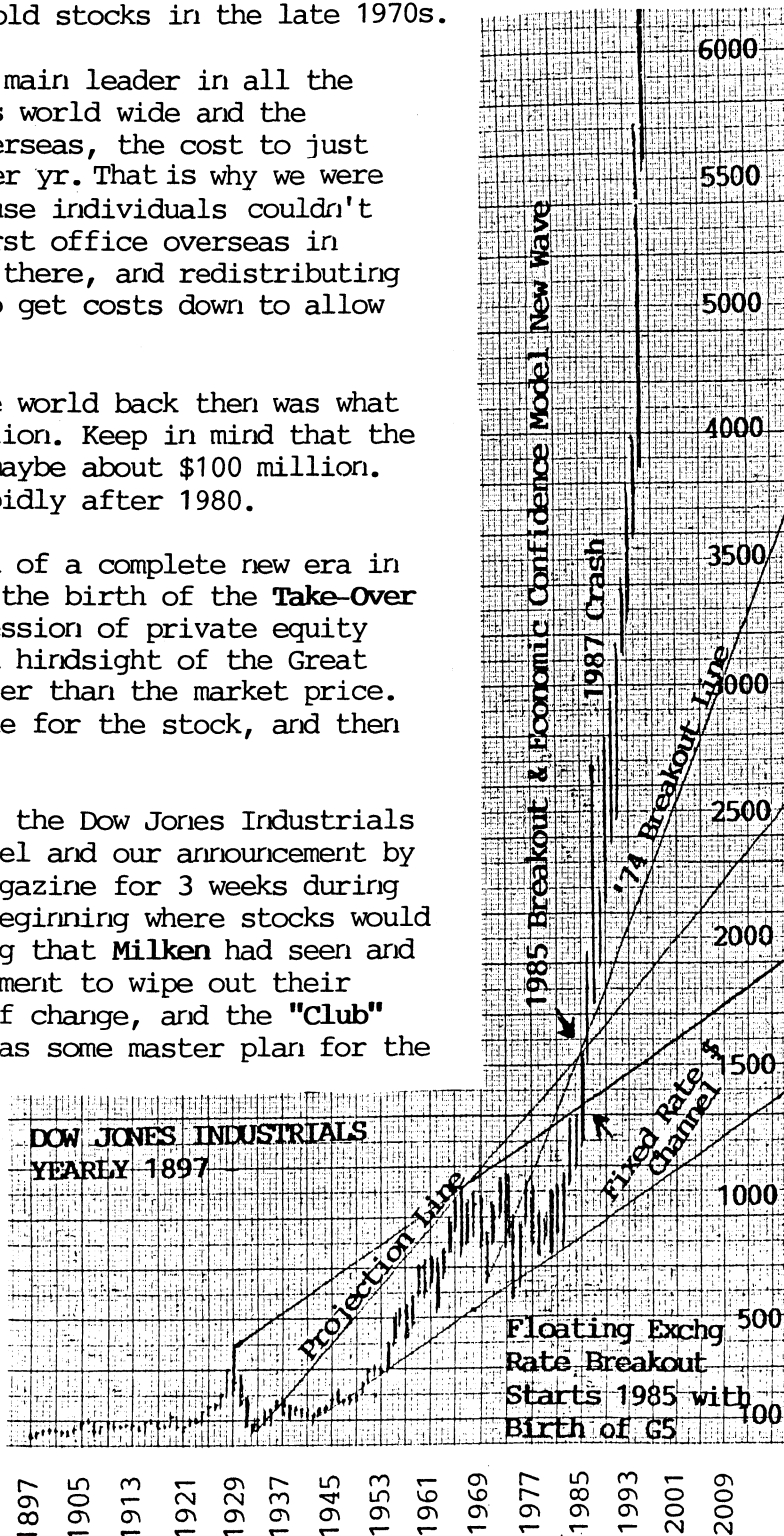 old stocks in the late 1970s.
main leader in all the
s world wide and the
erseas, the cost to just
er yr. That is why we were
use individuals couldn't
rst office overseas in
there, and redistributing
o get costs down to allow
e world back then was what
ion. Keep in mind that the
maybe about $100 million.
pidly after 1980.
of a complete new era in
the birth of the Take-Over
ession of private equity
hindsight of the Great
er than the market price.
e for the stock, and then
the Dow Jones Industrials
el and our announcement by
gazine for 3 weeks during
eginning where stocks would
g that Milken had seen and
ment to wipe out their
f change, and the "Club"
as some master plan for the
6000
5500
5000
4000
3500
3000
2500
2000
1500
1000
500
100
1985 Breakout & Economic Confidence Model New Wave
1987 Crash
'74 Breakout Line
Fixed Rate $
Channel
DOW JONES INDUSTRIALS
YEARLY 1897
Projection Line
Floating Exchg
Rate Breakout
Starts 1985 with
Birth of G5
1897
1905
1913
1921
1929
1937
1945
1953
1961
1969
1977
1985
1993
2001
2009